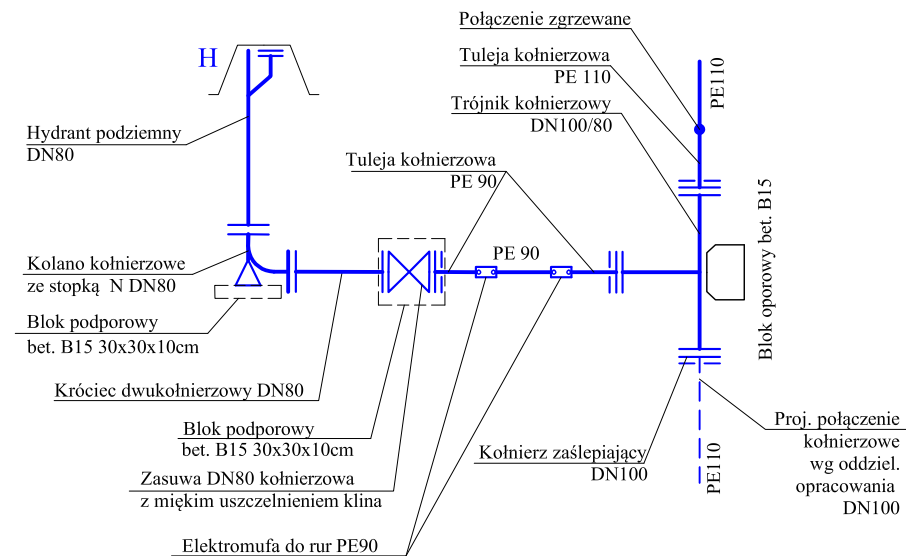 Połączenie zgrzewane
Tuleja kołnierzowa
PE 110
Trójnik kołnierzowy
DN100/80
PE110
H
Hydrant podziemny
DN80
Tuleja kołnierzowa
PE 90
PE 90
Blok oporowy bet. B15
Kolano kołnierzowe
ze stopką N DN80
Blok podporowy
bet. B15 30x30x10cm
Króciec dwukołnierzowy DN80
Blok podporowy
bet. B15 30x30x10cm
Zasuwa DN80 kołnierzowa
z miękim uszczelnieniem klina
Elektromufa do rur PE90
Kołnierz zaślepiający
DN100
PE110
Proj. połączenie
kołnierzowe
wg oddziel.
opracowania
DN100